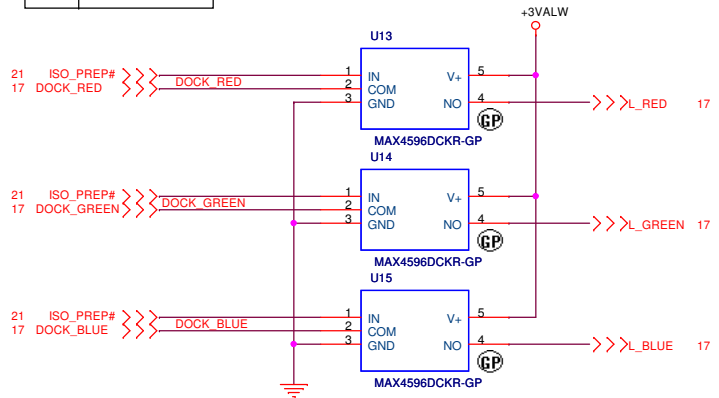 +3VALW
U13
21 ISO_PREP# 1 IN V+ 5
17 DOCK_RED DOCK_RED 2 COM
3 GND NO 4 L_RED 17
GP
MAX4596DCKR-GP
U14
21 ISO_PREP# 1 IN V+ 5
17 DOCK_GREEN DOCK_GREEN 2 COM
3 GND NO 4 L_GREEN 17
GP
MAX4596DCKR-GP
U15
21 ISO_PREP# 1 IN V+ 5
17 DOCK_BLUE DOCK_BLUE 2 COM
3 GND NO 4 L_BLUE 17
GP
MAX4596DCKR-GP